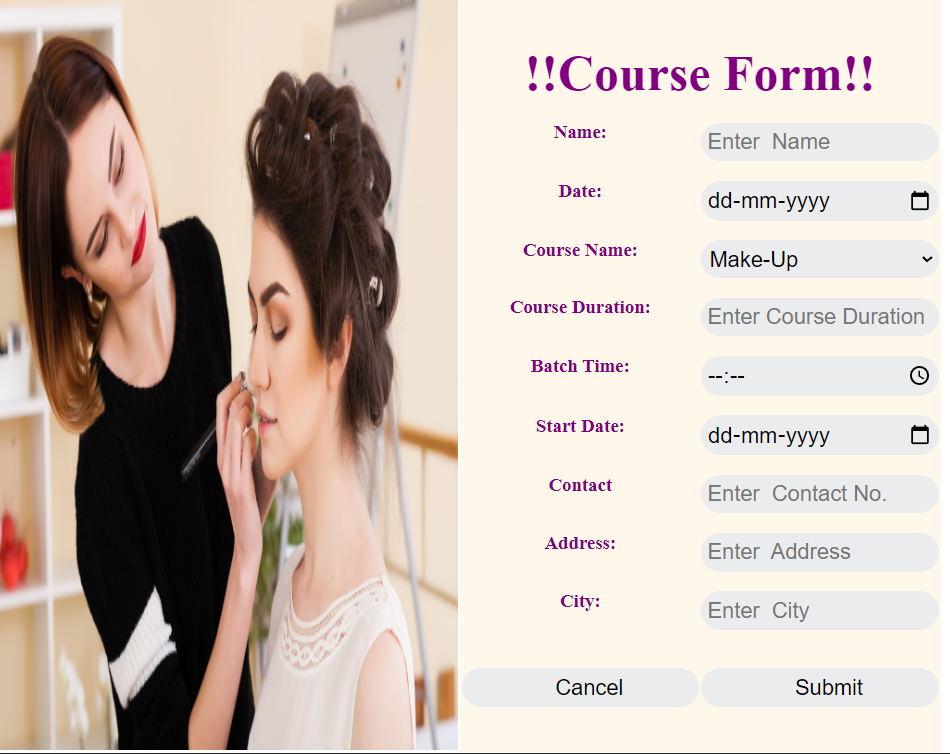 !!Course Form!!
Name: Enter  Name
Date: dd-mm-yyyy
Course Name: Make-Up
Course Duration: Enter Course Duration
Batch Time: --:--
Start Date: dd-mm-yyyy
Contact Enter  Contact No.
Address: Enter  Address
City: Enter  City
Cancel Submit